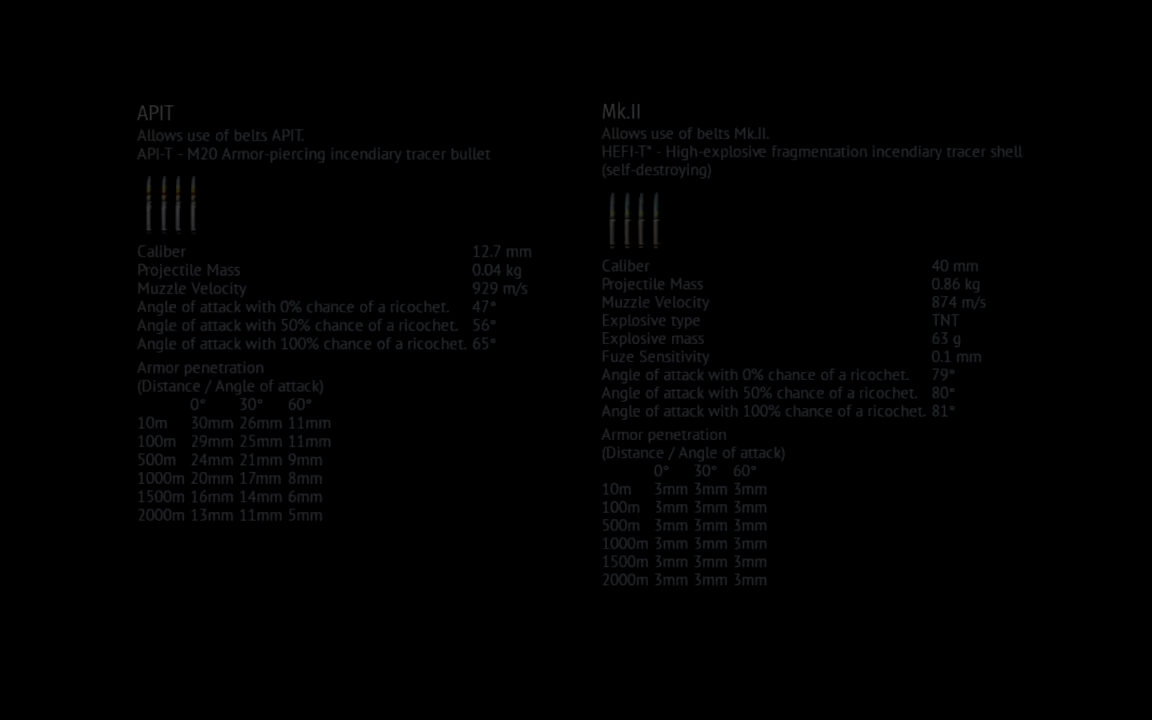 APIT
Allows use of belts APIT.
API-T - M20 Armor-piercing incendiary tracer bullet
Caliber 12.7 mm
Projectile Mass 0.04 kg
Muzzle Velocity 929 m/s
Angle of attack with 0% chance of a ricochet. 47°
Angle of attack with 50% chance of a ricochet. 56°
Angle of attack with 100% chance of a ricochet. 65°
Armor penetration
(Distance / Angle of attack)
0° 30° 60°
10m 30mm 26mm 11mm
100m 29mm 25mm 11mm
500m 24mm 21mm 9mm
1000m 20mm 17mm 8mm
1500m 16mm 14mm 6mm
2000m 13mm 11mm 5mm
Mk.II
Allows use of belts Mk.II.
HEFI-T* - High-explosive fragmentation incendiary tracer shell
(self-destroying)
Caliber 40 mm
Projectile Mass 0.86 kg
Muzzle Velocity 874 m/s
Explosive type TNT
Explosive mass 63 g
Fuze Sensitivity 0.1 mm
Angle of attack with 0% chance of a ricochet. 79°
Angle of attack with 50% chance of a ricochet. 80°
Angle of attack with 100% chance of a ricochet. 81°
Armor penetration
(Distance / Angle of attack)
0° 30° 60°
10m 3mm 3mm 3mm
100m 3mm 3mm 3mm
500m 3mm 3mm 3mm
1000m 3mm 3mm 3mm
1500m 3mm 3mm 3mm
2000m 3mm 3mm 3mm